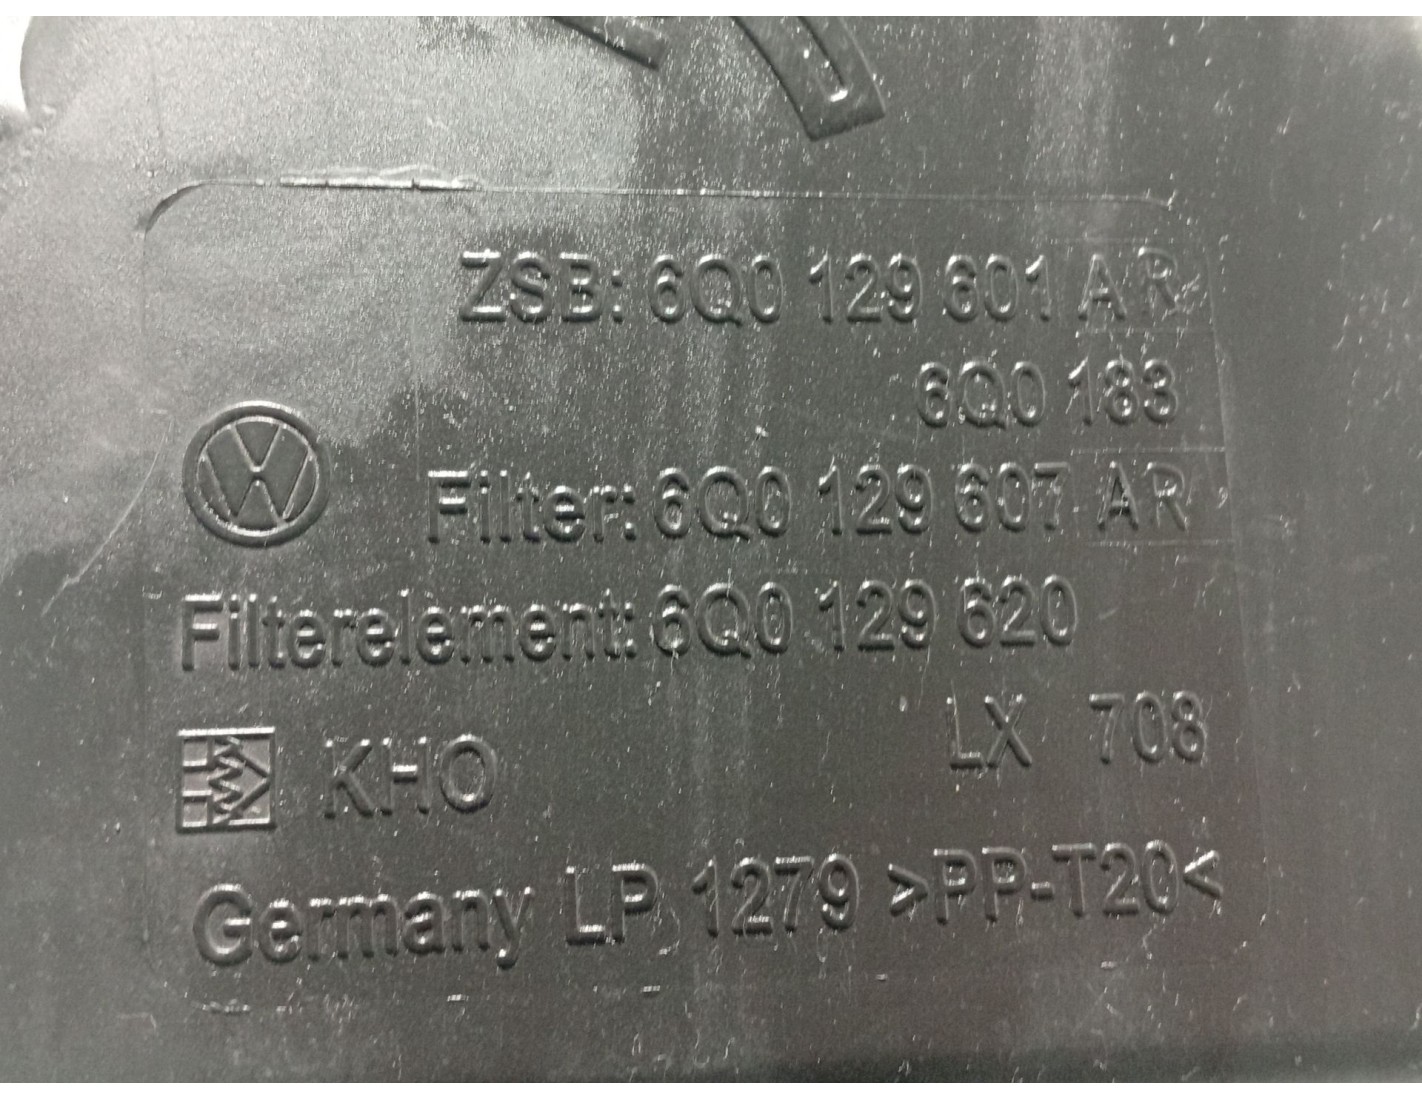 ZSB: 6Q0 129 601 AR
6Q0 183
Filter: 6Q0 129 607 AR
Filterelement: 6Q0 129 620
KHO LX 708
Germany LP 1279 >PP-T20<